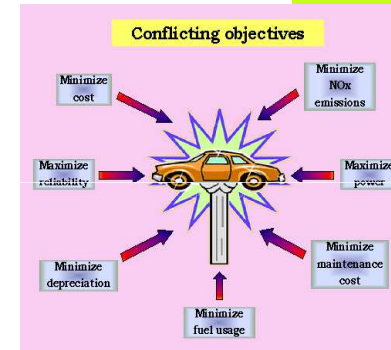 Conflicting objectives
Minimize
cost
Minimize
NOx
emissions
Maximize
reliability
Maximize
power
Minimize
depreciation
Minimize
maintenance
cost
Minimize
fuel usage